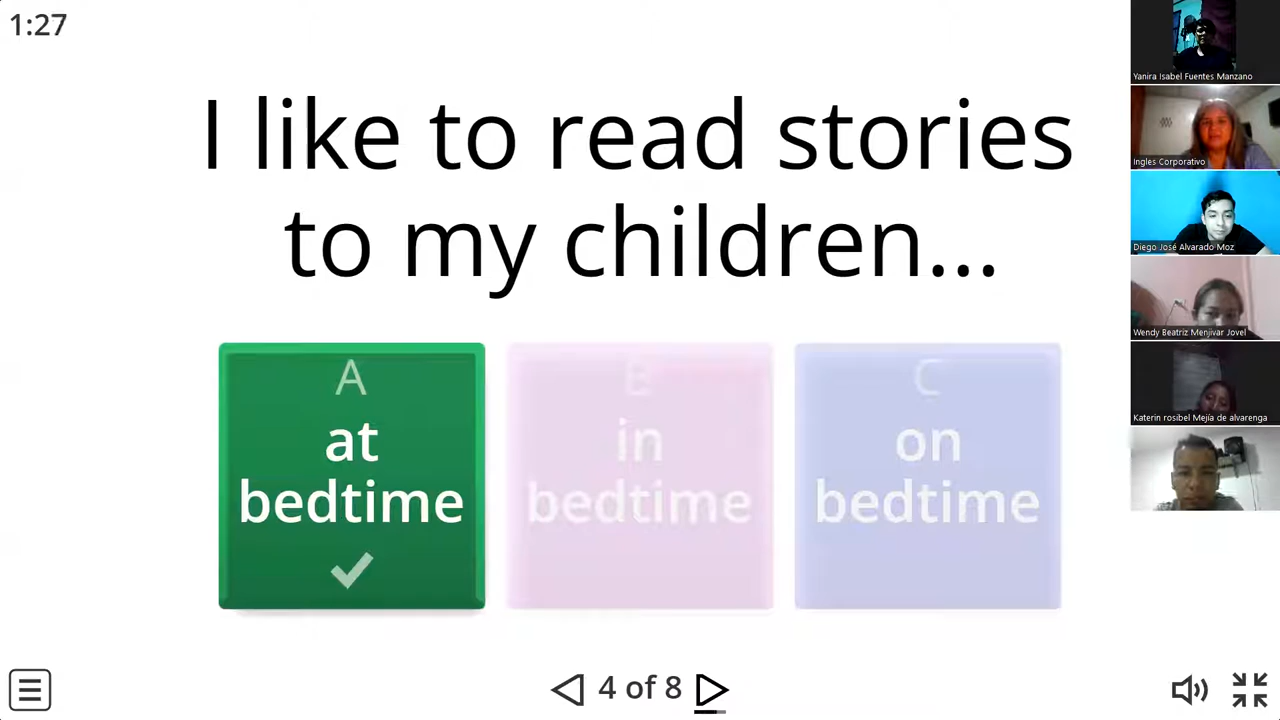 1:27
I like to read stories
to my children...
A
at
bedtime
B
in
bedtime
C
on
bedtime
4 of 8
Yanira Isabel Fuentes Manzano
Ingles Corporativo
Diego José Alvarado Moz
Wendy Beatriz Menjivar Jovel
Katerin rosibel Mejía de alvarenga